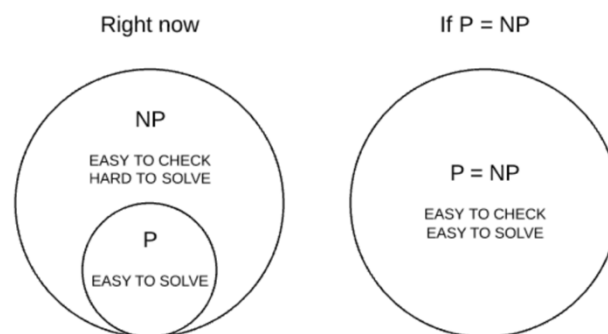 Right now
NP
EASY TO CHECK
HARD TO SOLVE
P
EASY TO SOLVE
If P = NP
P = NP
EASY TO CHECK
EASY TO SOLVE